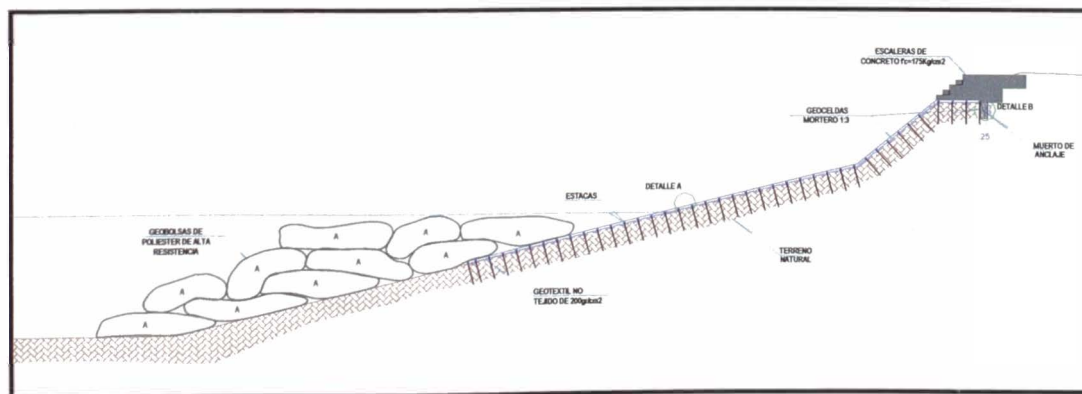 ESCALERAS DE
CONCRETO f'c=175Kg/cm2
GEOCELDAS
MORTERO 1:3
DETALLE B
25
MUERTO DE
ANCLAJE
ESTACAS
DETALLE A
GEOBOLSAS DE
POLIESTER DE ALTA
RESISTENCIA
TERRENO
NATURAL
GEOTEXTIL NO
TEJIDO DE 200gr/cm2
A
A
A
A
A
A
A
A
A
A